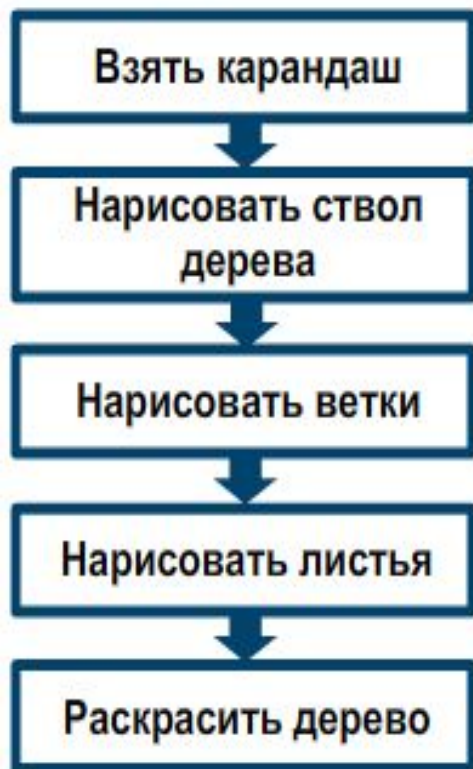 Взять карандаш
Нарисовать ствол
дерева
Нарисовать ветки
Нарисовать листья
Раскрасить дерево